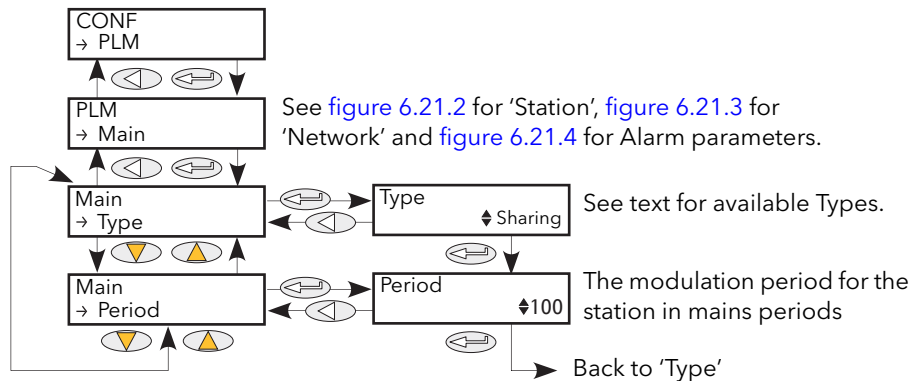 CONF
→ PLM
PLM
→ Main
See figure 6.21.2 for ‘Station’, figure 6.21.3 for
‘Network’ and figure 6.21.4 for Alarm parameters.
Main
→ Type
Type
Sharing
See text for available Types.
Main
→ Period
Period
100
The modulation period for the
station in mains periods
Back to ‘Type’